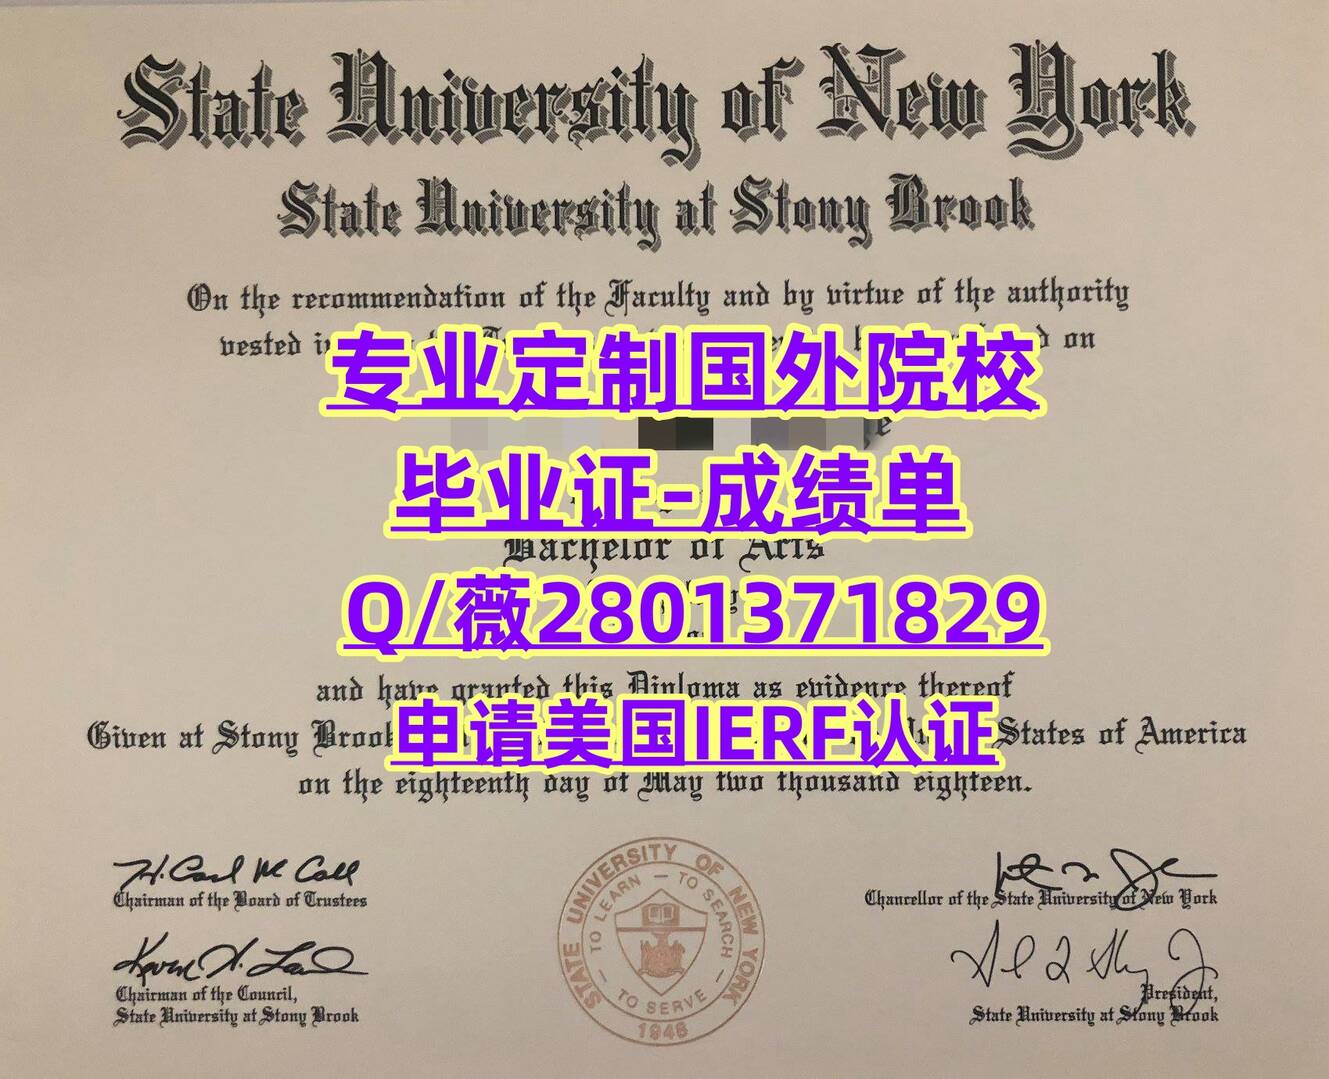 State University of New York
State University at Stony Brook
On the recommendation of the Faculty and by virtue of the authority
vested on
专业定制国外院校
毕业证-成绩单
Bachelor of Arts
Q/薇2801371829
and have granted this Diploma as evidence thereof
Given at Stony Brook States of America
申请美国IERF认证
on the eighteenth day of May two thousand eighteen.
H. Carl McCall
Chairman of the Board of Trustees
Chancellor of the State University of New York
Chairman of the Council,
State University at Stony Brook
President,
State University at Stony Brook
STATE UNIVERSITY OF NEW YORK
TO LEARN — TO SEARCH — TO SERVE
1948